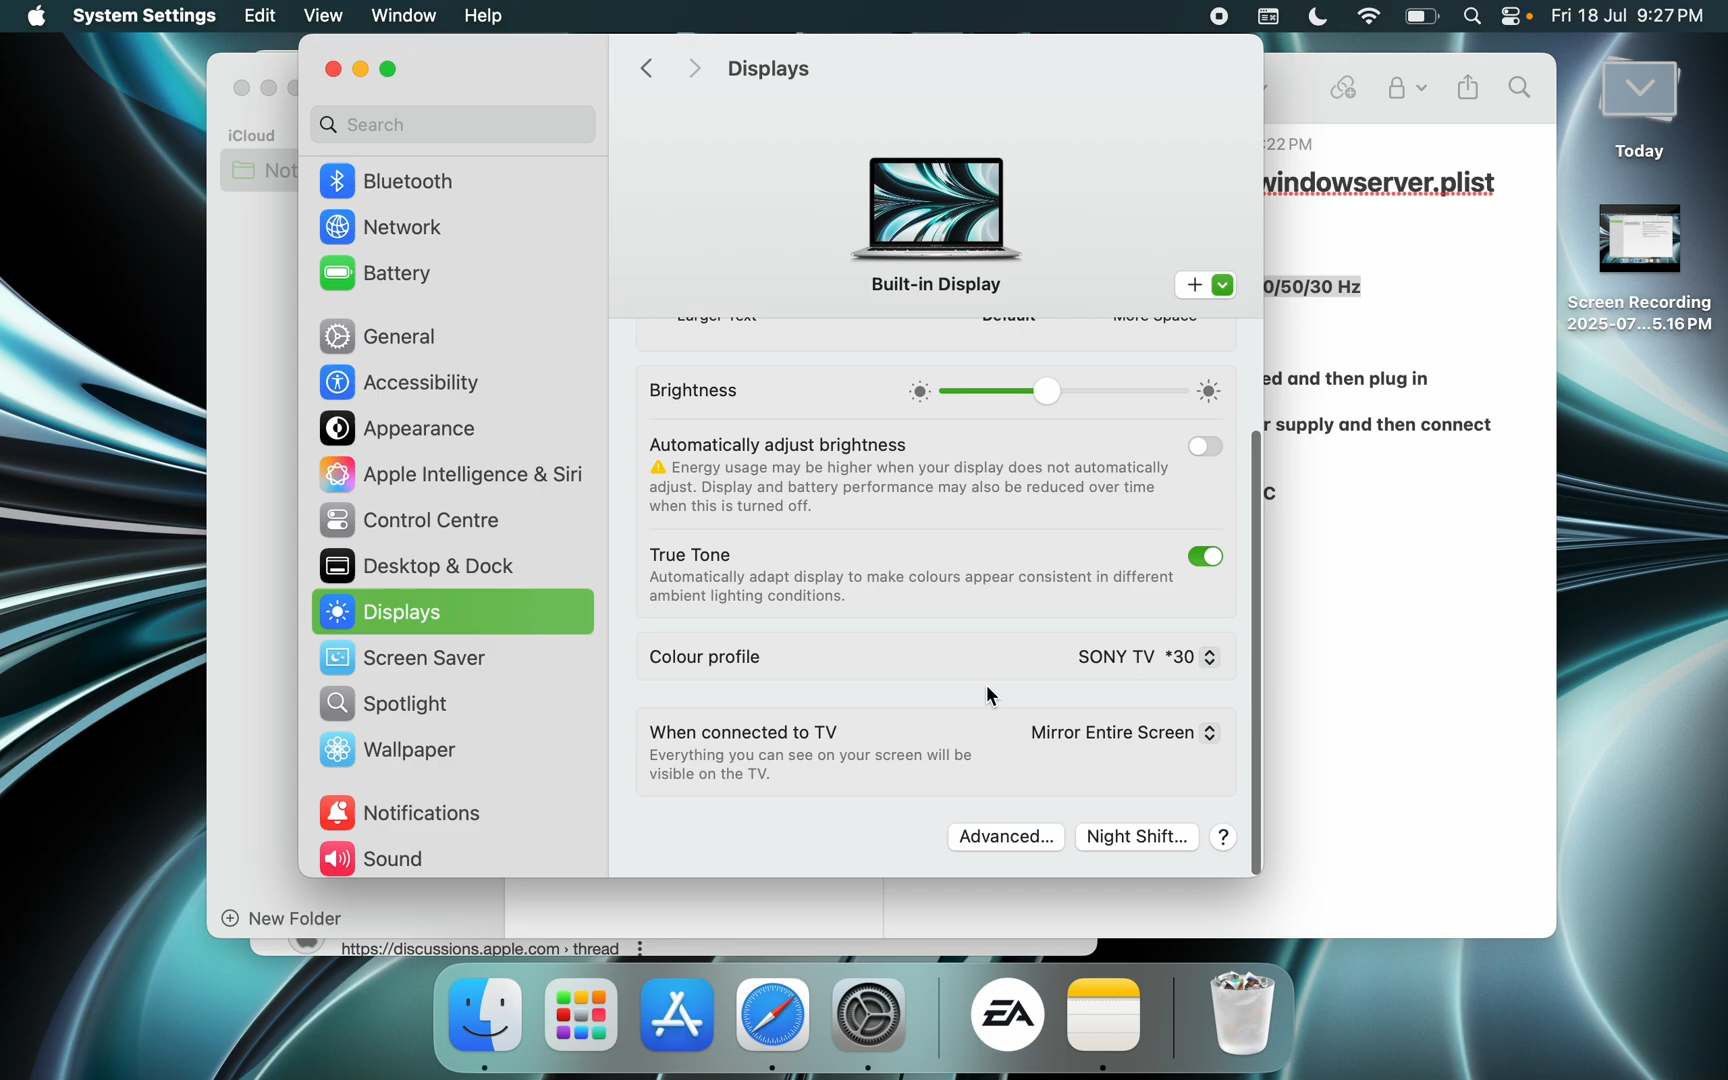 System Settings Edit View Window Help Fri 18 Jul 9:27 PM
Displays
Search
iCloud
Not
Bluetooth
Network
Battery
General
Accessibility
Appearance
Apple Intelligence & Siri
Control Centre
Desktop & Dock
Displays
Screen Saver
Spotlight
Wallpaper
Notifications
Sound
New Folder
https://discussions.apple.com › thread
Built-in Display
Larger Text Default More Space
Brightness
Automatically adjust brightness
Energy usage may be higher when your display does not automatically
adjust. Display and battery performance may also be reduced over time
when this is turned off.
True Tone
Automatically adapt display to make colours appear consistent in different
ambient lighting conditions.
Colour profile SONY TV *30
When connected to TV Mirror Entire Screen
Everything you can see on your screen will be
visible on the TV.
Advanced... Night Shift... ?
:22 PM
windowserver.plist
0/50/30 Hz
ed and then plug in
r supply and then connect
C
Today
Screen Recording
2025-07...5.16 PM
EA